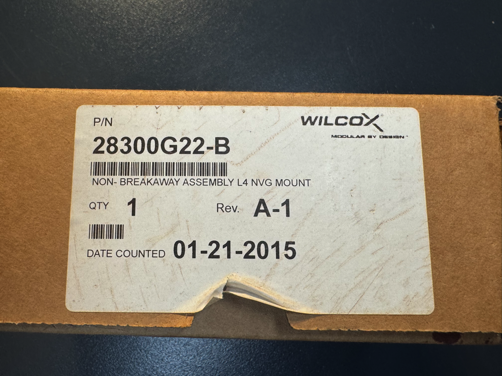 P/N
WILCOX
MODULAR BY DESIGN
28300G22-B
NON- BREAKAWAY ASSEMBLY L4 NVG MOUNT
QTY 1 Rev. A-1
DATE COUNTED 01-21-2015